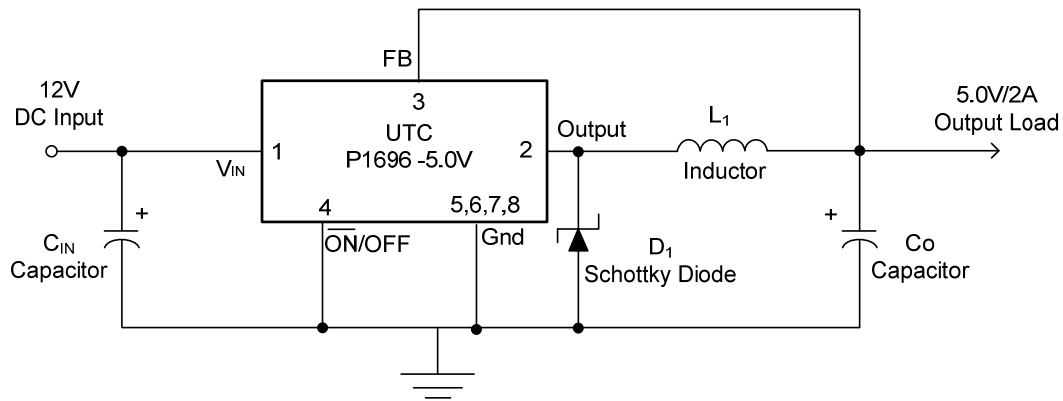 FB
12V
DC Input
3
UTC
P1696 -5.0V
1
2
VIN
4
5,6,7,8
ON/OFF
Gnd
Output
L1
Inductor
5.0V/2A
Output Load
+
CIN
Capacitor
D1
Schottky Diode
+
Co
Capacitor